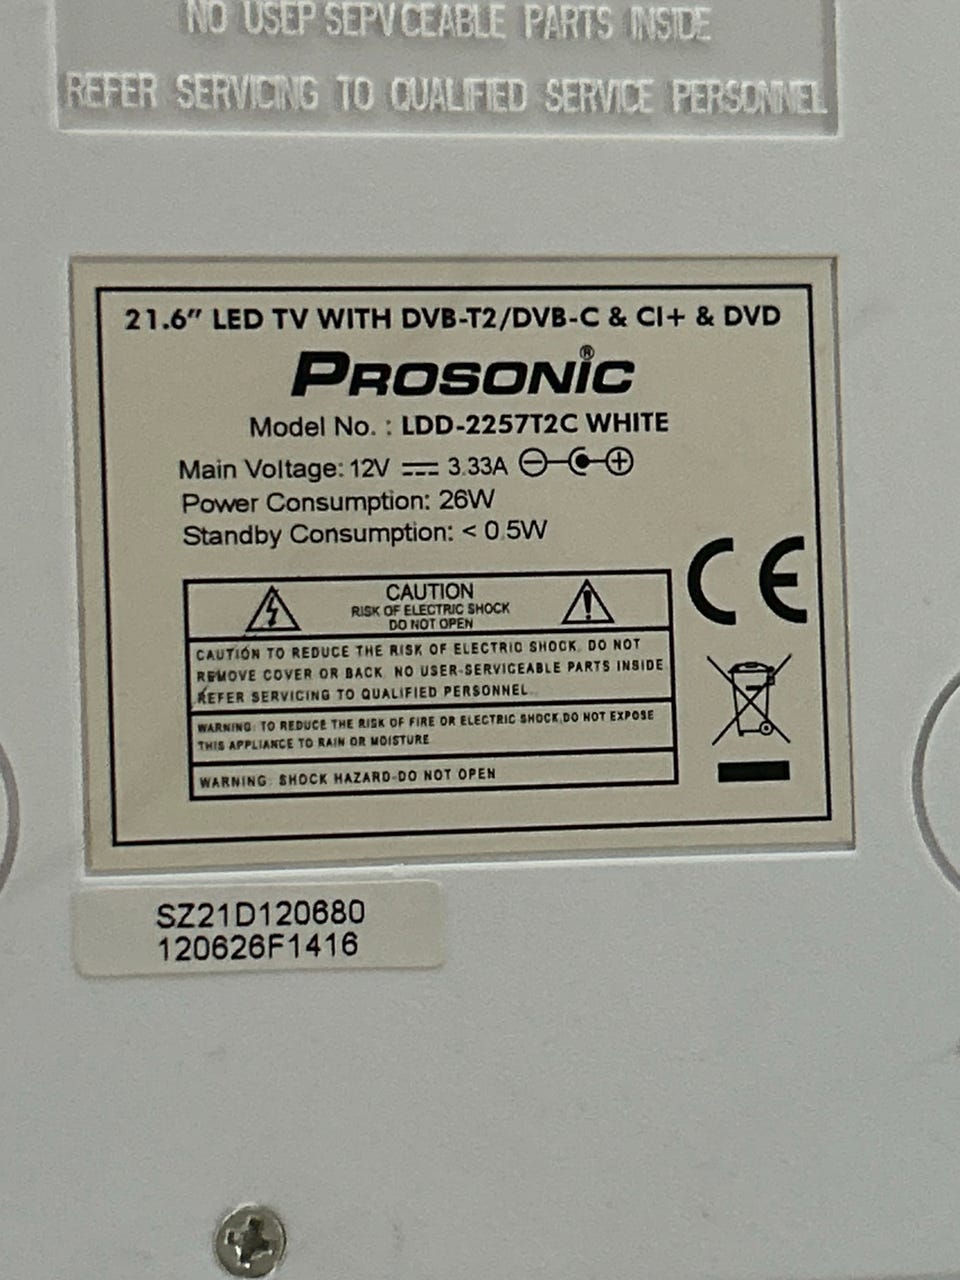 NO USEP SEPVCEABLE PARTS INSIDE
REFER SERVICING TO QUALIFIED SERVICE PERSONNEL
21.6" LED TV WITH DVB-T2/DVB-C & CI+ & DVD
PROSONIC®
Model No. : LDD-2257T2C WHITE
Main Voltage: 12V 3.33A
Power Consumption: 26W
Standby Consumption: < 0.5W
CAUTION
RISK OF ELECTRIC SHOCK
DO NOT OPEN
CAUTION TO REDUCE THE RISK OF ELECTRIC SHOCK, DO NOT
REMOVE COVER OR BACK. NO USER-SERVICEABLE PARTS INSIDE
REFER SERVICING TO QUALIFIED PERSONNEL.
WARNING: TO REDUCE THE RISK OF FIRE OR ELECTRIC SHOCK,DO NOT EXPOSE
THIS APPLIANCE TO RAIN OR MOISTURE
WARNING: SHOCK HAZARD-DO NOT OPEN
CE
SZ21D120680
120626F1416